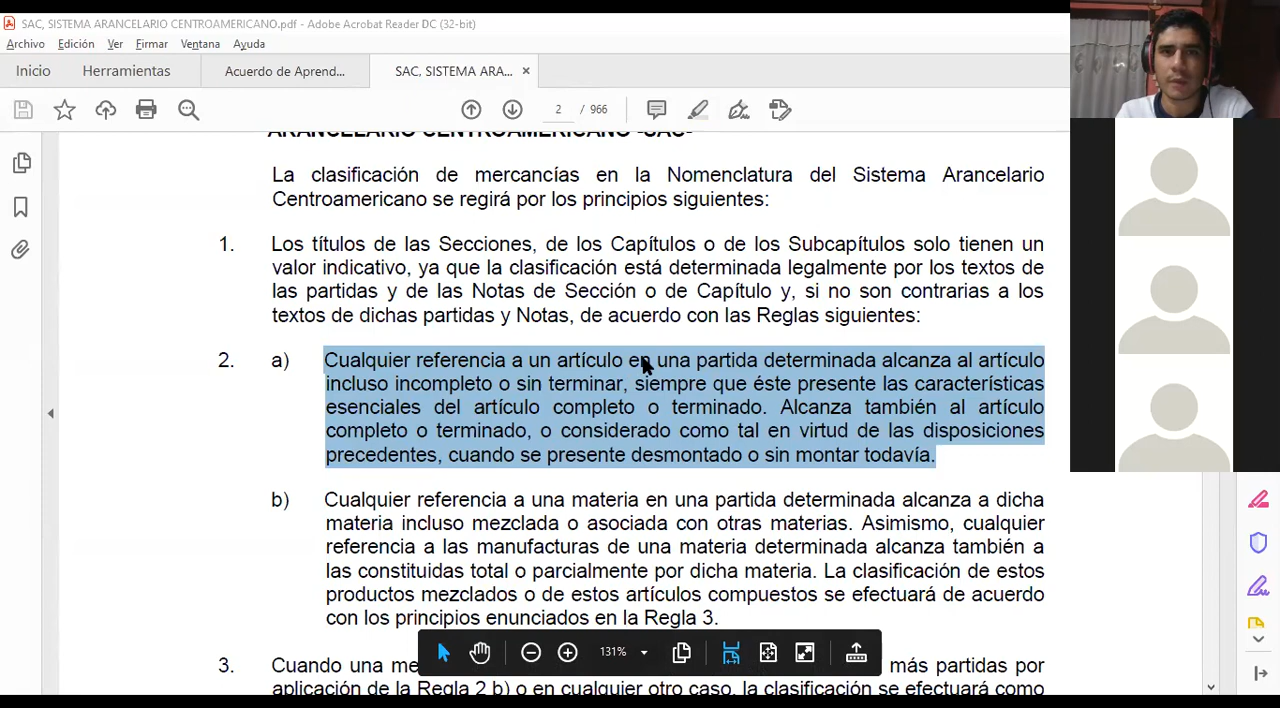 SAC, SISTEMA ARANCELARIO CENTROAMERICANO.pdf - Adobe Acrobat Reader DC (32-bit)
Archivo Edición Ver Firmar Ventana Ayuda
Inicio Herramientas Acuerdo de Aprend... SAC, SISTEMA ARA... ×
2 / 966
ARANCELARIO CENTROAMERICANO -SAC-
La clasificación de mercancías en la Nomenclatura del Sistema Arancelario
Centroamericano se regirá por los principios siguientes:
1. Los títulos de las Secciones, de los Capítulos o de los Subcapítulos solo tienen un
valor indicativo, ya que la clasificación está determinada legalmente por los textos de
las partidas y de las Notas de Sección o de Capítulo y, si no son contrarias a los
textos de dichas partidas y Notas, de acuerdo con las Reglas siguientes:
2. a) Cualquier referencia a un artículo en una partida determinada alcanza al artículo
incluso incompleto o sin terminar, siempre que éste presente las características
esenciales del artículo completo o terminado. Alcanza también al artículo
completo o terminado, o considerado como tal en virtud de las disposiciones
precedentes, cuando se presente desmontado o sin montar todavía.
b) Cualquier referencia a una materia en una partida determinada alcanza a dicha
materia incluso mezclada o asociada con otras materias. Asimismo, cualquier
referencia a las manufacturas de una materia determinada alcanza también a
las constituidas total o parcialmente por dicha materia. La clasificación de estos
productos mezclados o de estos artículos compuestos se efectuará de acuerdo
con los principios enunciados en la Regla 3.
131%
3. Cuando una me más partidas por
aplicación de la Regla 2 b) o en cualquier otro caso, la clasificación se efectuará como